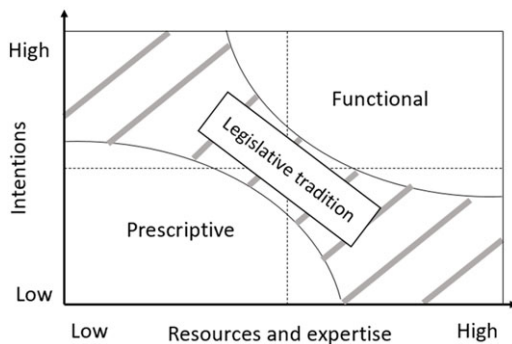 High
Functional
Legislative tradition
Intentions
Prescriptive
Low
Low
Resources and expertise
High